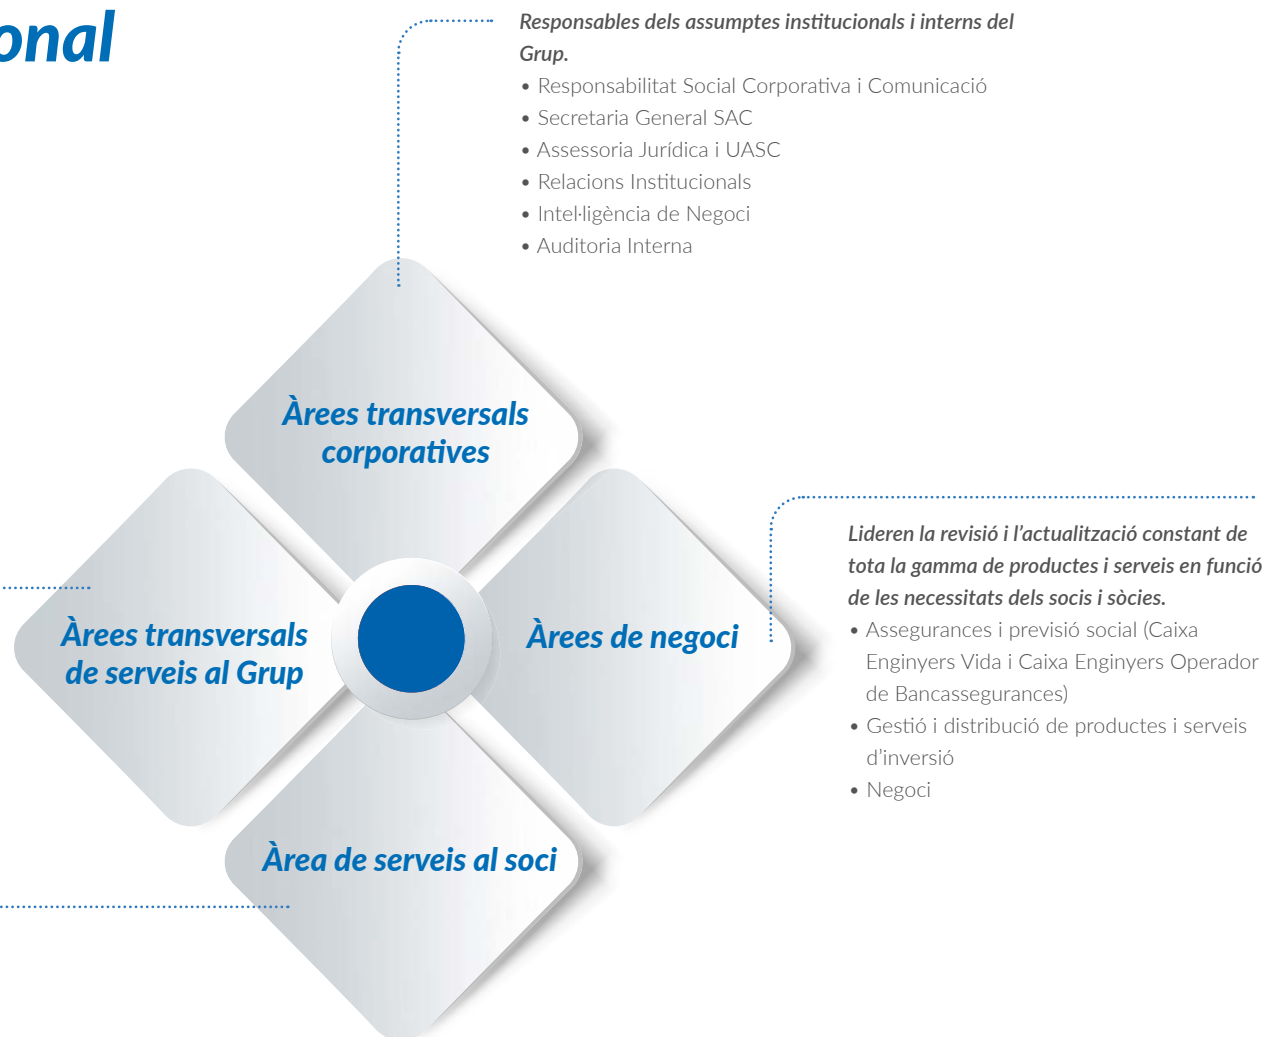 onal
Responsables dels assumptes institucionals i interns del
Grup.
• Responsabilitat Social Corporativa i Comunicació
• Secretaria General SAC
• Assessoria Jurídica i UASC
• Relacions Institucionals
• Intel·ligència de Negoci
• Auditoria Interna
Àrees transversals
corporatives
Àrees transversals
de serveis al Grup
Àrees de negoci
Àrea de serveis al soci
Lideren la revisió i l’actualització constant de
tota la gamma de productes i serveis en funció
de les necessitats dels socis i sòcies.
• Assegurances i previsió social (Caixa
Enginyers Vida i Caixa Enginyers Operador
de Bancassegurances)
• Gestió i distribució de productes i serveis
d’inversió
• Negoci